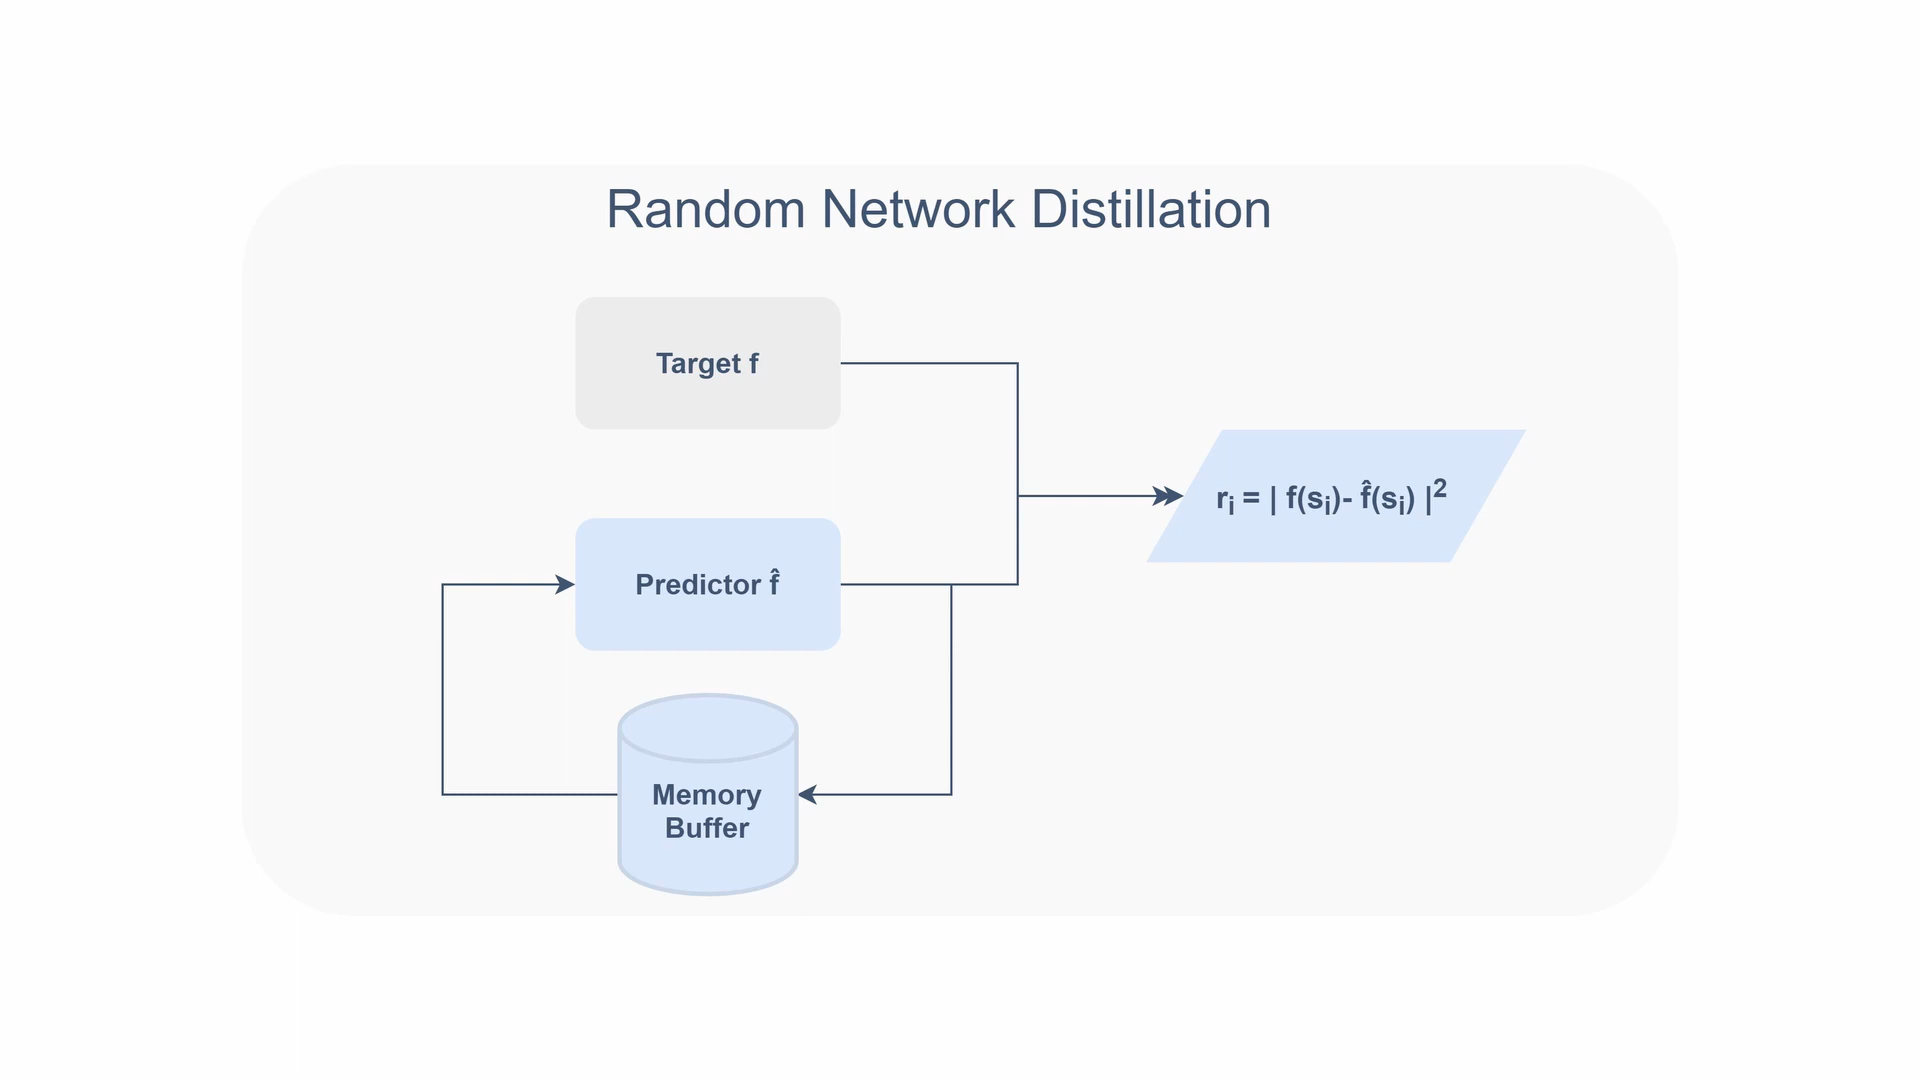 Random Network Distillation
Target f
Predictor f̂
Memory
Buffer
rᵢ = | f(sᵢ)- f̂(sᵢ) |²